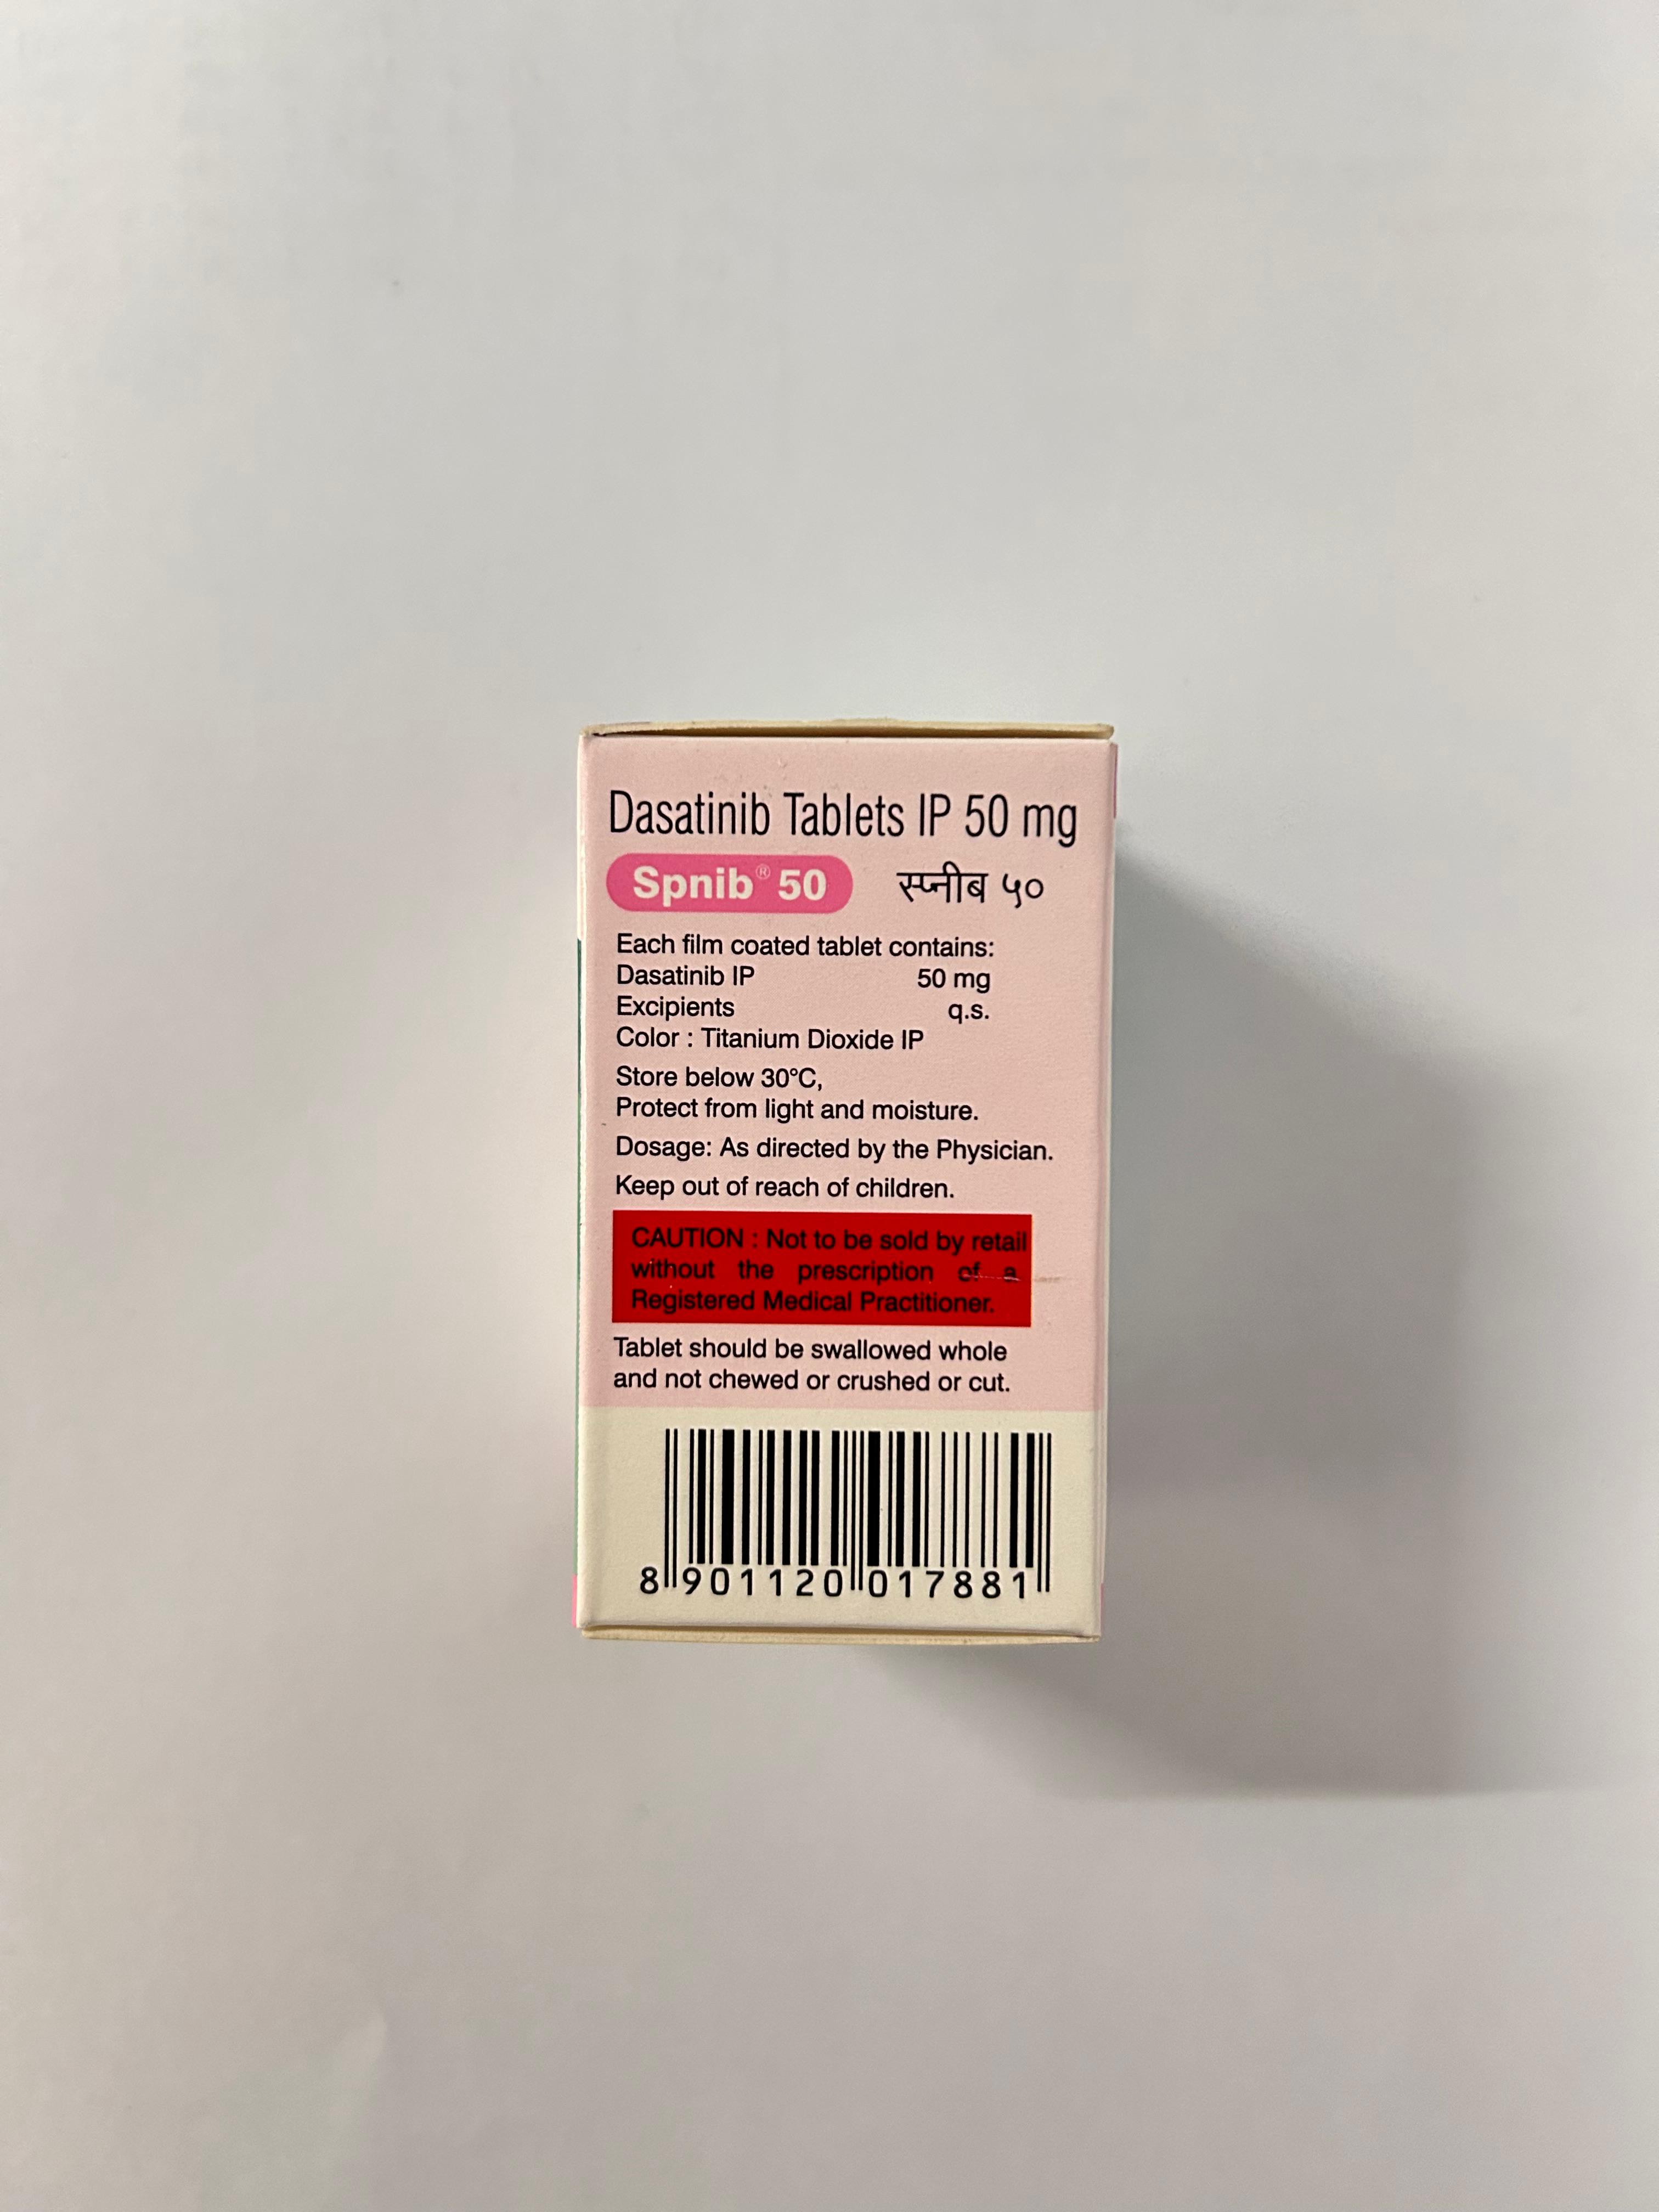 Dasatinib Tablets IP 50 mg
Spnib® 50 स्प्नीब ५०
Each film coated tablet contains:
Dasatinib IP 50 mg
Excipients q.s.
Color : Titanium Dioxide IP
Store below 30°C,
Protect from light and moisture.
Dosage: As directed by the Physician.
Keep out of reach of children.
CAUTION : Not to be sold by retail
without the prescription of a
Registered Medical Practitioner.
Tablet should be swallowed whole
and not chewed or crushed or cut.
8 901120 017881